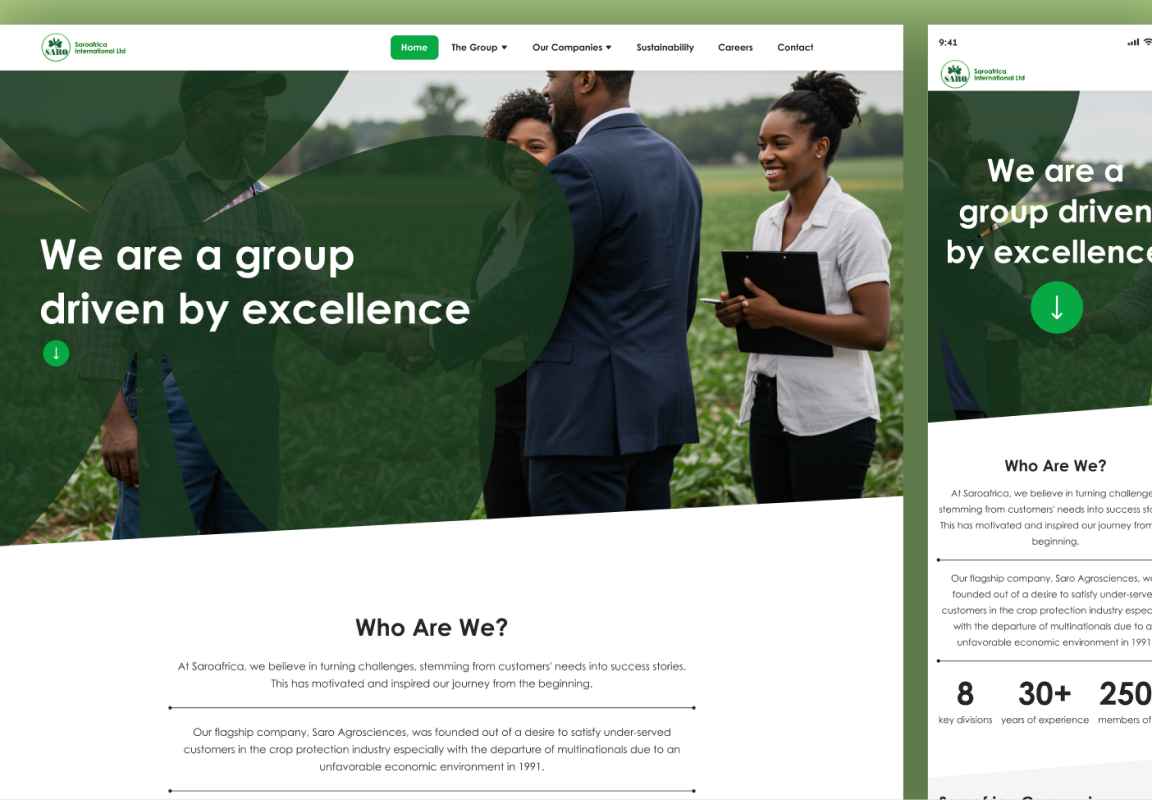 SARO
Saroafrica
International Ltd
Home
The Group
Our Companies
Sustainability
Careers
Contact
We are a group
driven by excellence
Who Are We?
At Saroafrica, we believe in turning challenges, stemming from customers' needs into success stories.
This has motivated and inspired our journey from the beginning.
Our flagship company, Saro Agrosciences, was founded out of a desire to satisfy under-served
customers in the crop protection industry especially with the departure of multinationals due to an
unfavorable economic environment in 1991.
9:41
SARO
Saroafrica
International Ltd
We are a
group driven
by excellence
Who Are We?
At Saroafrica, we believe in turning challenge
stemming from customers' needs into success sto
This has motivated and inspired our journey from
beginning.
Our flagship company, Saro Agrosciences, wa
founded out of a desire to satisfy under-serve
customers in the crop protection industry espec
with the departure of multinationals due to a
unfavorable economic environment in 1991
8 30+ 250
key divisions years of experience members of